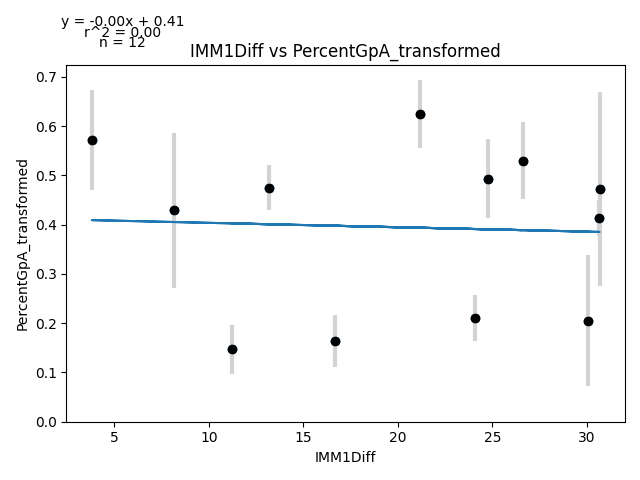 y = -0.00x + 0.41
r^2 = 0.00
n = 12
IMM1Diff vs PercentGpA_transformed
PercentGpA_transformed
0.7
0.6
0.5
0.4
0.3
0.2
0.1
0.0
5
10
15
20
25
30
IMM1Diff